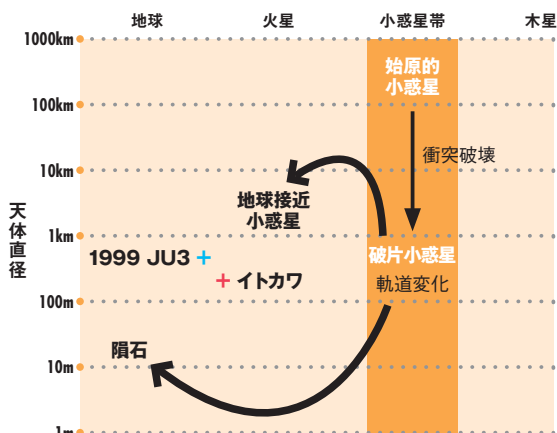 地球 火星 小惑星帯 木星
1000km
始原的
小惑星
100km
衝突破壊
10km
地球接近
小惑星
天体直径
1km
1999 JU3
破片小惑星
イトカワ
軌道変化
100m
隕石
10m
1m